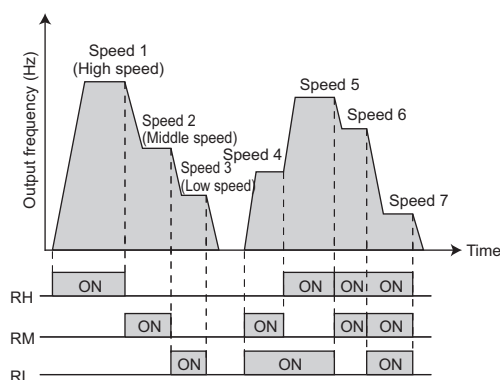 Output frequency (Hz)
Speed 1
(High speed)
Speed 2
(Middle speed)
Speed 3
(Low speed)
Speed 4
Speed 5
Speed 6
Speed 7
Time
RH
ON
ON
ON
ON
RM
ON
ON
ON
ON
RL
ON
ON
ON